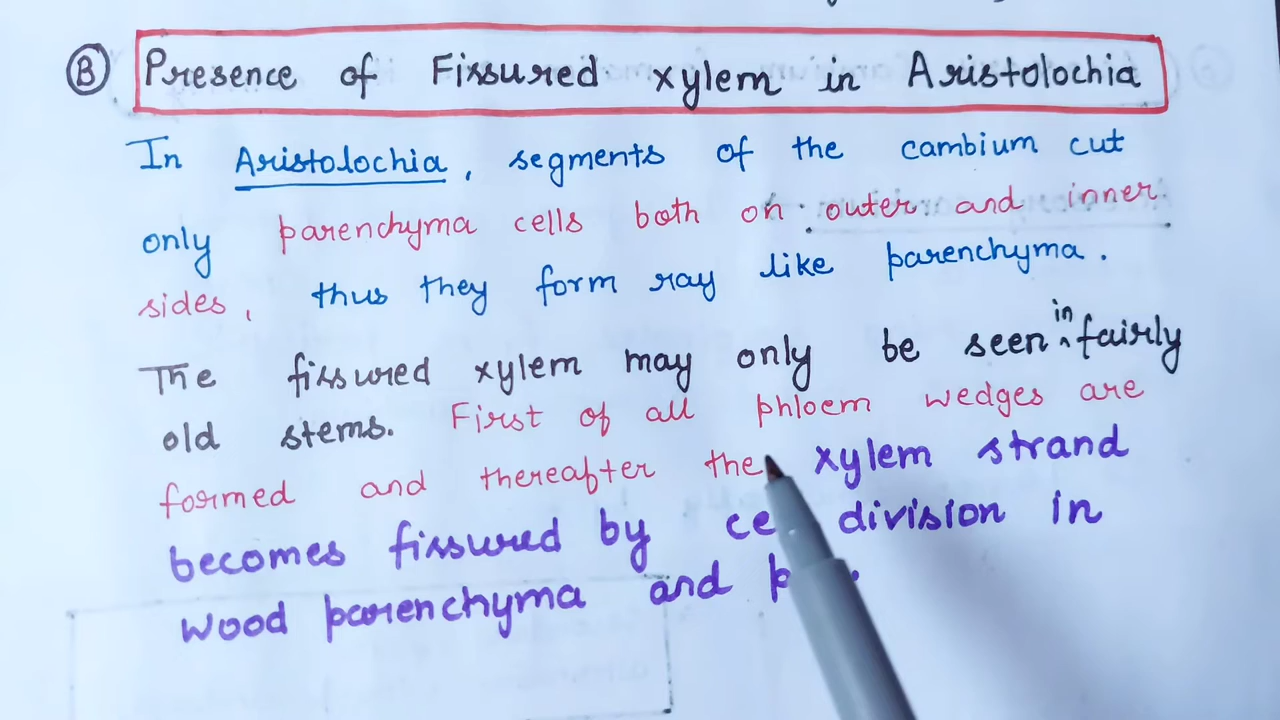 B Presence of Fissured xylem in Aristolochia
In Aristolochia, segments of the cambium cut
only parenchyma cells both on outer and inner
sides, thus they form ray like parenchyma.
The fissured xylem may only be seen in fairly
old stems. First of all phloem wedges are
formed and thereafter the xylem strand
becomes fissured by division in
wood parenchyma and